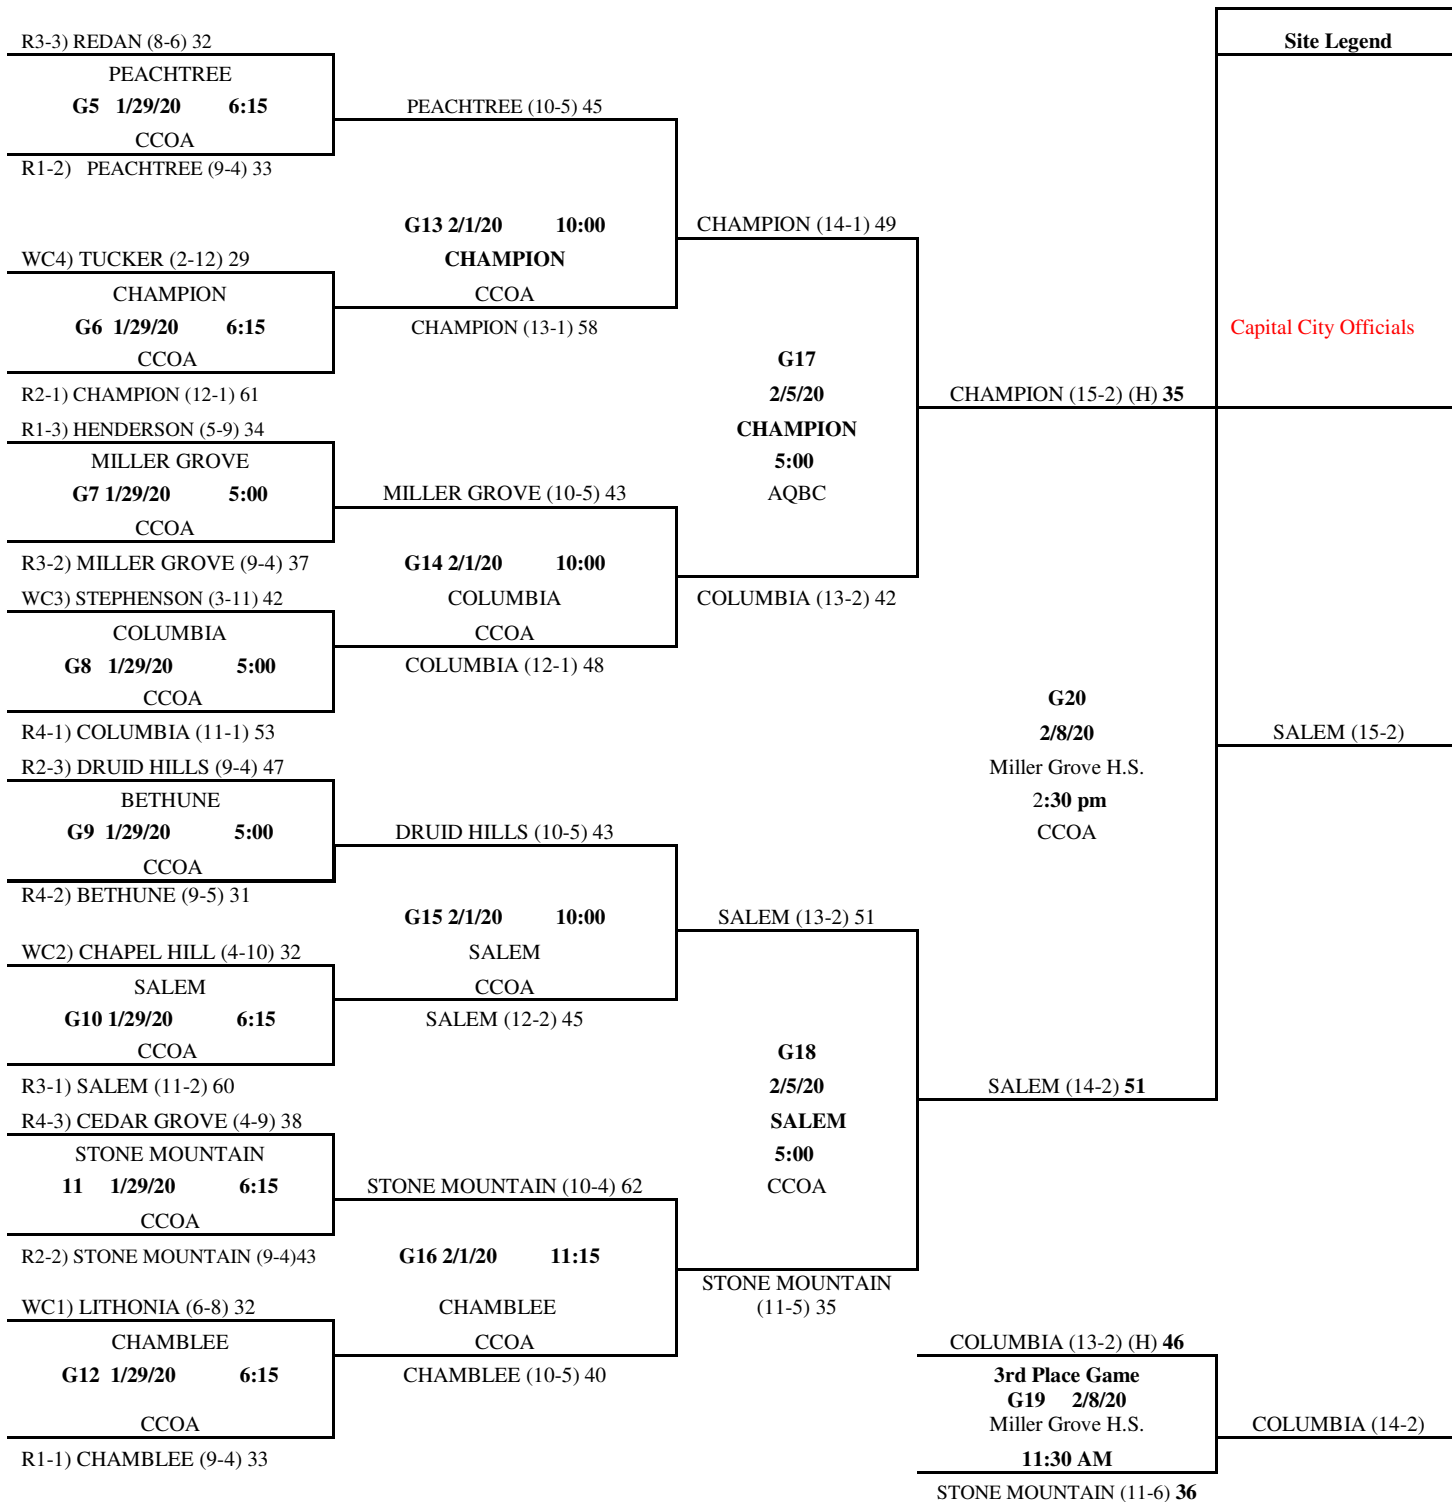 Site Legend
R3-3) REDAN (8-6) 32
PEACHTREE
G5 1/29/20 6:15
CCOA
R1-2) PEACHTREE (9-4) 33
WC4) TUCKER (2-12) 29
CHAMPION
G6 1/29/20 6:15
CCOA
R2-1) CHAMPION (12-1) 61
R1-3) HENDERSON (5-9) 34
MILLER GROVE
G7 1/29/20 5:00
CCOA
R3-2) MILLER GROVE (9-4) 37
WC3) STEPHENSON (3-11) 42
COLUMBIA
G8 1/29/20 5:00
CCOA
R4-1) COLUMBIA (11-1) 53
R2-3) DRUID HILLS (9-4) 47
BETHUNE
G9 1/29/20 5:00
CCOA
R4-2) BETHUNE (9-5) 31
WC2) CHAPEL HILL (4-10) 32
SALEM
G10 1/29/20 6:15
CCOA
R3-1) SALEM (11-2) 60
R4-3) CEDAR GROVE (4-9) 38
STONE MOUNTAIN
11 1/29/20 6:15
CCOA
R2-2) STONE MOUNTAIN (9-4)43
WC1) LITHONIA (6-8) 32
CHAMBLEE
G12 1/29/20 6:15
CCOA
R1-1) CHAMBLEE (9-4) 33
PEACHTREE (10-5) 45
G13 2/1/20 10:00
CHAMPION
CCOA
CHAMPION (13-1) 58
MILLER GROVE (10-5) 43
G14 2/1/20 10:00
COLUMBIA
CCOA
COLUMBIA (12-1) 48
DRUID HILLS (10-5) 43
G15 2/1/20 10:00
SALEM
CCOA
SALEM (12-2) 45
STONE MOUNTAIN (10-4) 62
G16 2/1/20 11:15
CHAMBLEE
CCOA
CHAMBLEE (10-5) 40
CHAMPION (14-1) 49
G17
2/5/20
CHAMPION
5:00
AQBC
COLUMBIA (13-2) 42
SALEM (13-2) 51
G18
2/5/20
SALEM
5:00
CCOA
STONE MOUNTAIN
(11-5) 35
CHAMPION (15-2) (H) 35
G20
2/8/20
Miller Grove H.S.
2:30 pm
CCOA
SALEM (14-2) 51
COLUMBIA (13-2) (H) 46
3rd Place Game
G19 2/8/20
Miller Grove H.S.
11:30 AM
STONE MOUNTAIN (11-6) 36
Capital City Officials
SALEM (15-2)
COLUMBIA (14-2)